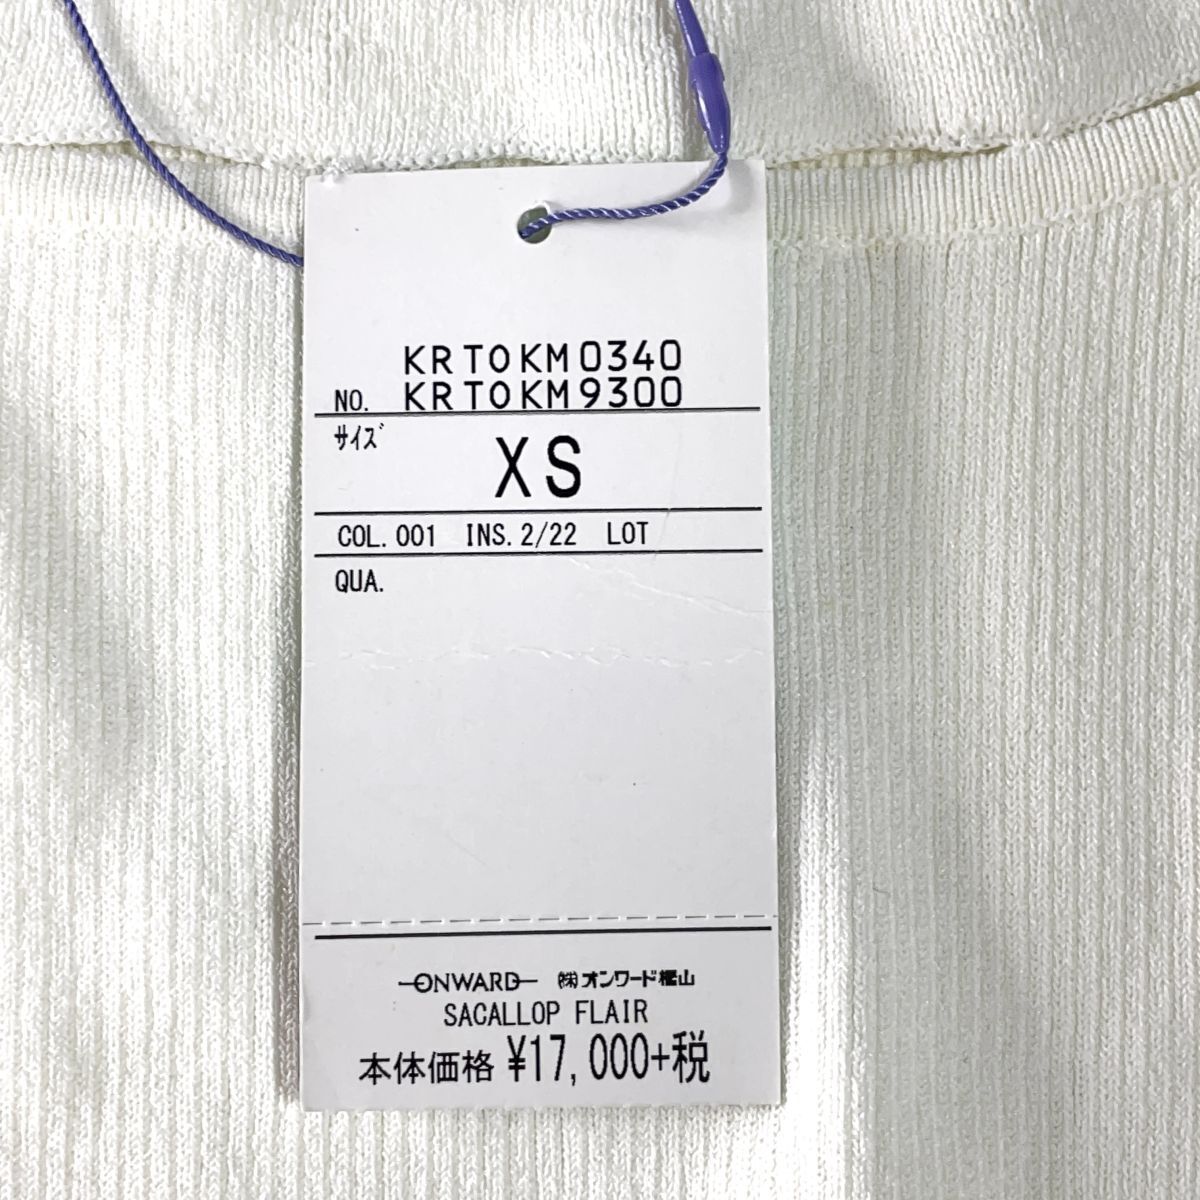 KRTOKM0340
NO. KRTOKM9300
サイズ
XS
COL.001 INS.2/22 LOT
QUA.
ONWARD ㈱オンワード樫山
SACALLOP FLAIR
本体価格 ¥17,000+税